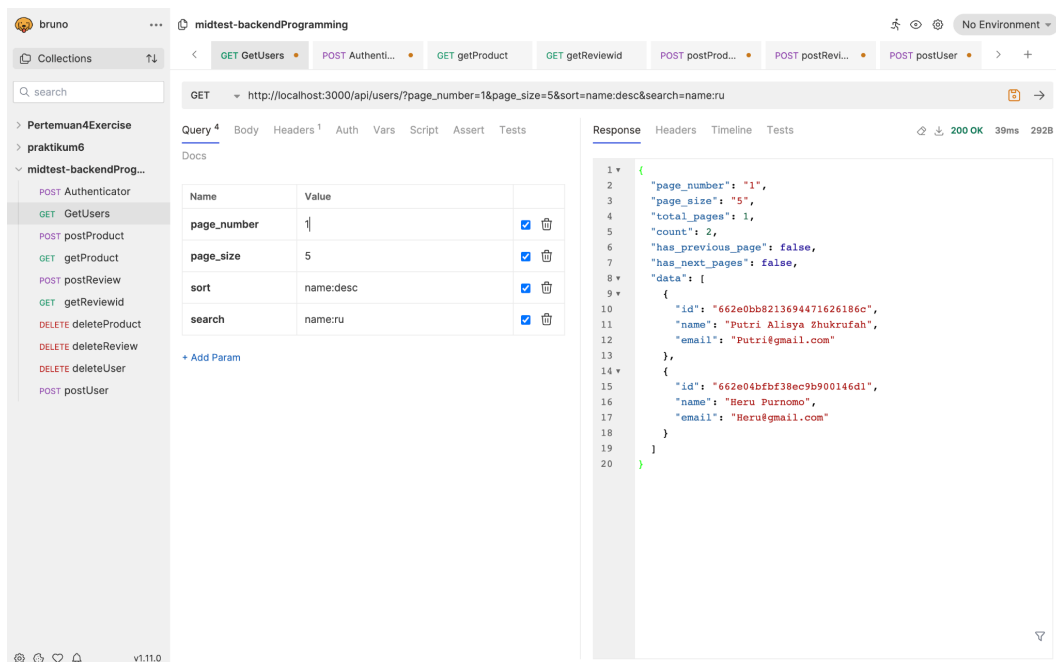 bruno
midtest-backendProgramming
No Environment
Collections
GET GetUsers
POST Authenti...
GET getProduct
GET getReviewid
POST postProd...
POST postRevi...
POST postUser
search
GET http://localhost:3000/api/users/?page_number=1&page_size=5&sort=name:desc&search=name:ru
Pertemuan4Exercise
praktikum6
midtest-backendProg...
POST Authenticator
GET GetUsers
POST postProduct
GET getProduct
POST postReview
GET getReviewid
DELETE deleteProduct
DELETE deleteReview
DELETE deleteUser
POST postUser
v1.11.0
Query 4 Body Headers 1 Auth Vars Script Assert Tests
Docs
Name Value
page_number 1
page_size 5
sort name:desc
search name:ru
+ Add Param
Response Headers Timeline Tests 200 OK 39ms 292B
1 {
2 "page_number": "1",
3 "page_size": "5",
4 "total_pages": 1,
5 "count": 2,
6 "has_previous_page": false,
7 "has_next_pages": false,
8 "data": [
9 {
10 "id": "662e0bb8213694471626186c",
11 "name": "Putri Alisya Zhukrufah",
12 "email": "Putri@gmail.com"
13 },
14 {
15 "id": "662e04bfbf38ec9b900146d1",
16 "name": "Heru Purnomo",
17 "email": "Heru@gmail.com"
18 }
19 ]
20 }